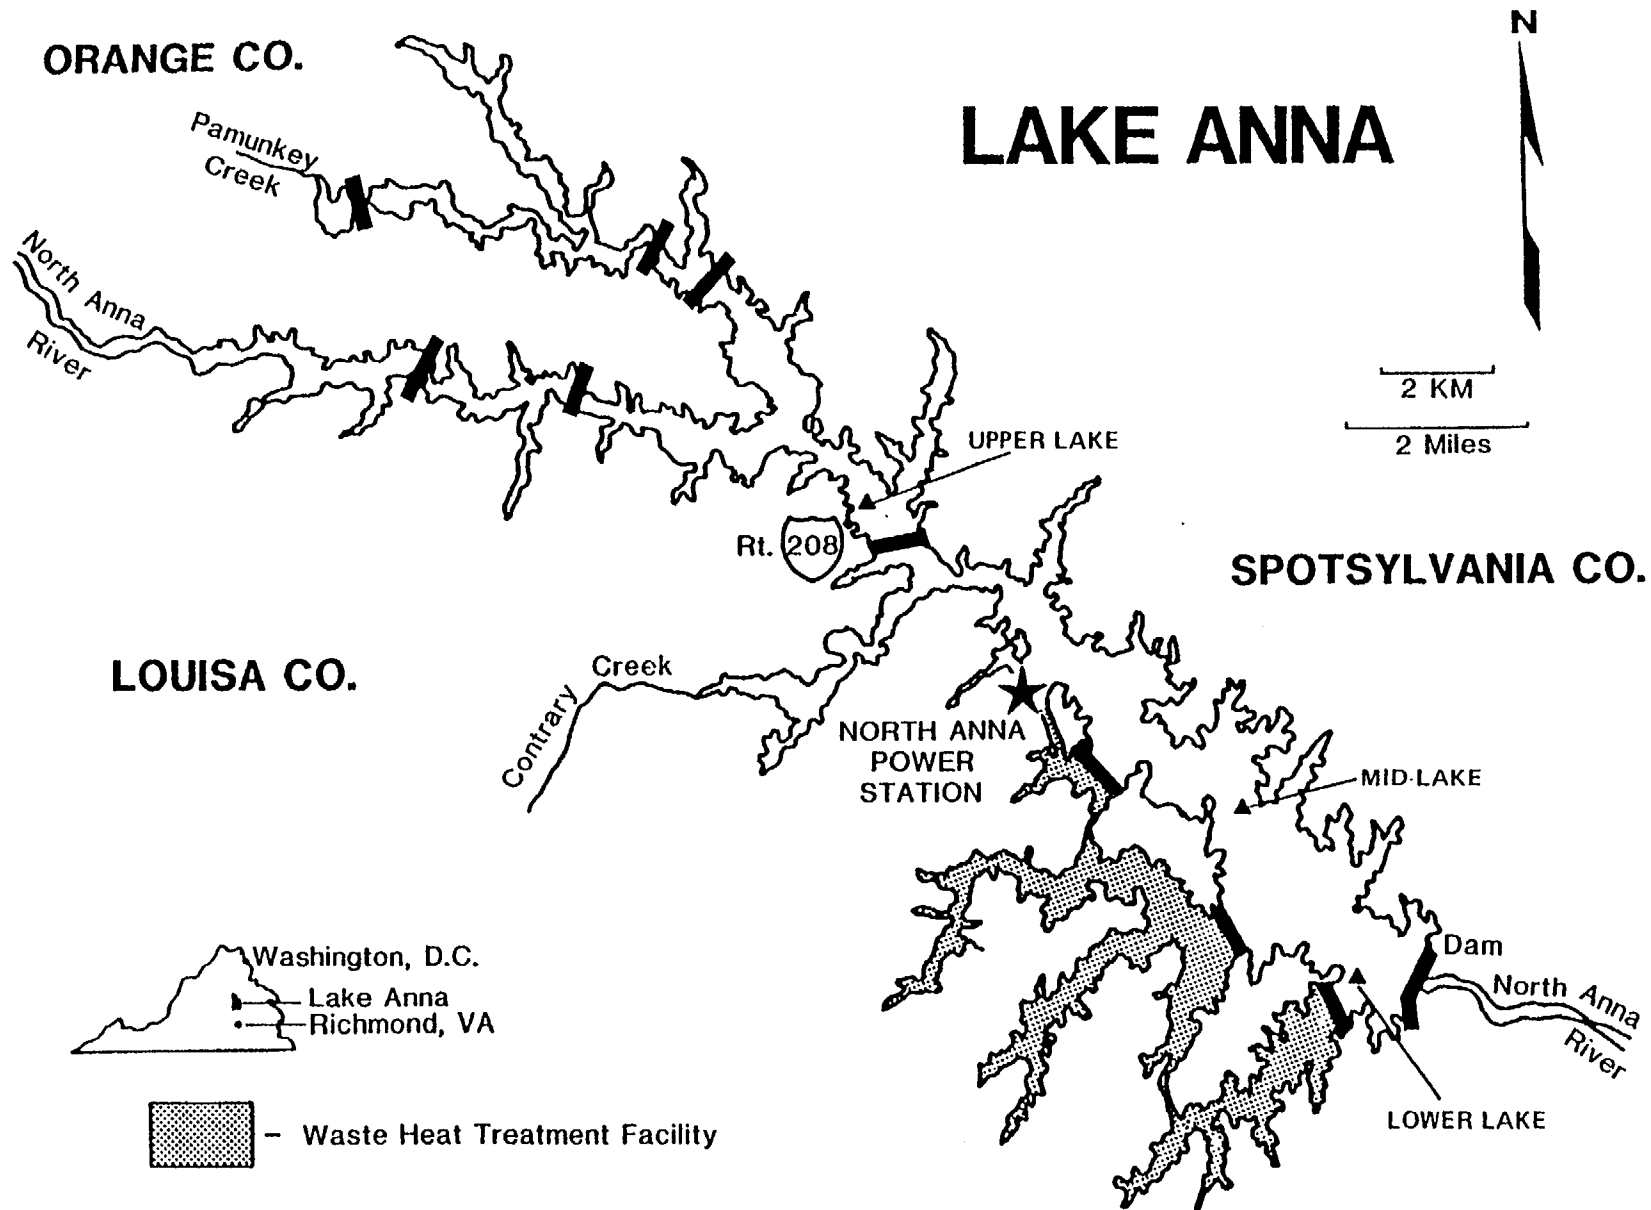 N
ORANGE CO.
LAKE ANNA
Pamunkey
Creek
North Anna
River
2 KM
2 Miles
UPPER LAKE
Rt. 208
SPOTSYLVANIA CO.
LOUISA CO.
Contrary Creek
NORTH ANNA
POWER
STATION
MID-LAKE
Dam
North Anna
River
Washington, D.C.
Lake Anna
Richmond, VA
LOWER LAKE
- Waste Heat Treatment Facility